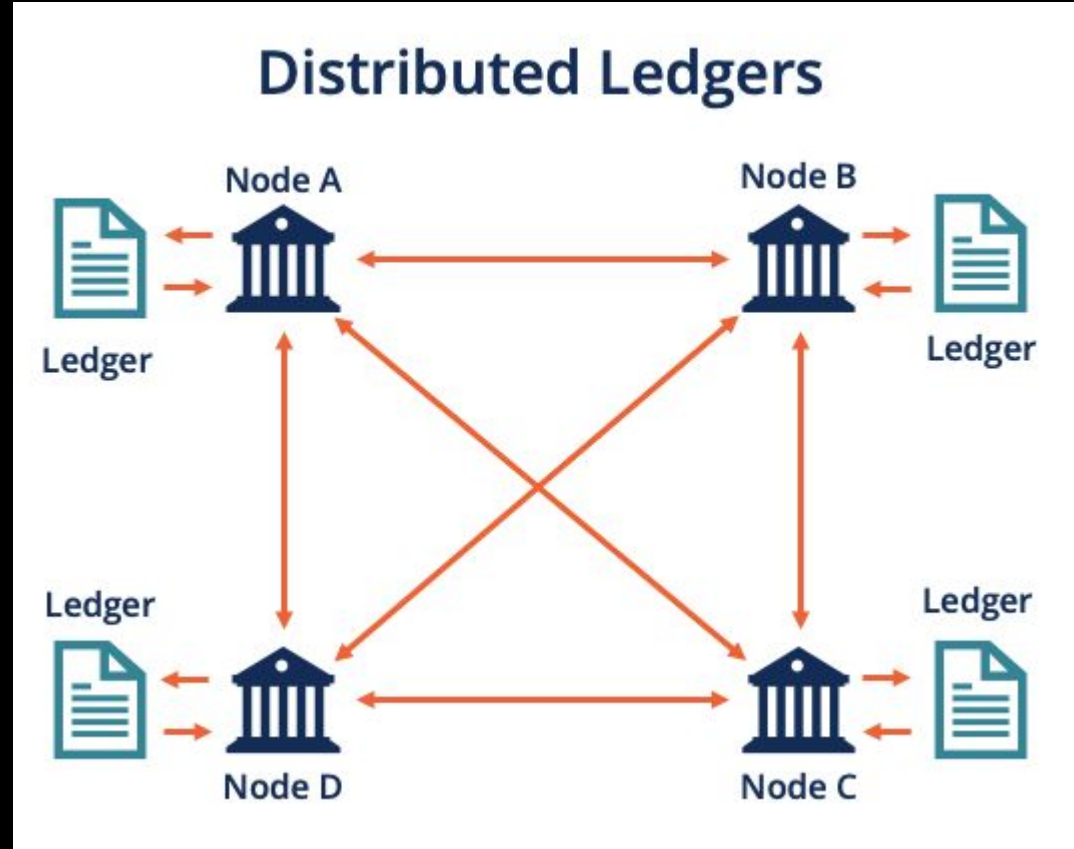 Distributed Ledgers
Node A
Node B
Ledger
Ledger
Ledger
Ledger
Node D
Node C